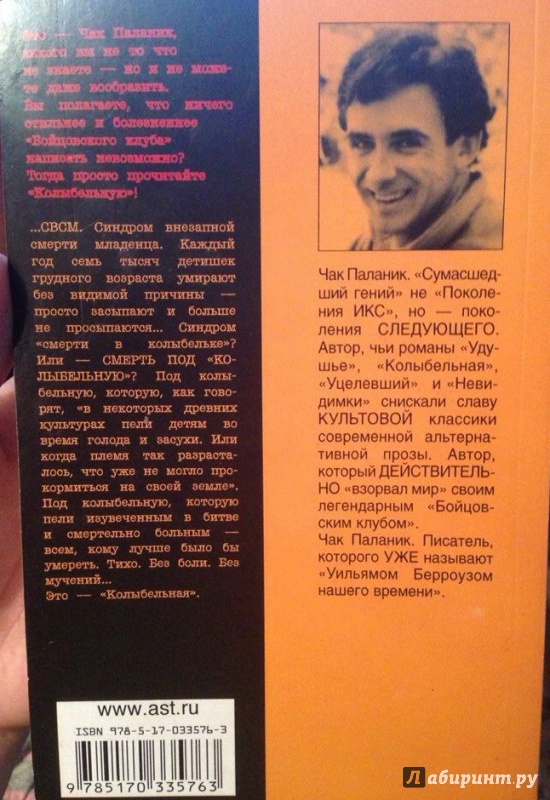 Это — Чак Паланик,
какого вы не то что
не знаете — но и не може-
те даже вообразить.
Вы полагаете, что ничего
стильнее и болезненнее
«Бойцовского клуба»
написать невозможно?
Тогда просто прочитайте
«Колыбельную»!
...СВСМ. Синдром внезапной
смерти младенца. Каждый
год семь тысяч детишек
грудного возраста умирают
без видимой причины —
просто засыпают и больше
не просыпаются... Синдром
«смерти в колыбельке»?
Или — СМЕРТЬ ПОД «КО-
ЛЫБЕЛЬНУЮ»? Под колы-
бельную, которую, как гово-
рят, «в некоторых древних
культурах пели детям во
время голода и засухи. Или
когда племя так разраста-
лось, что уже не могло про-
кормиться на своей земле».
Под колыбельную, которую
пели изувеченным в битве
и смертельно больным —
всем, кому лучше было бы
умереть. Тихо. Без боли. Без
мучений...
Это — «Колыбельная».
www.ast.ru
ISBN 978-5-17-033576-3
9 785170 335763
Чак Паланик. «Сумасшед-
ший гений» не «Поколе-
ния ИКС», но — поко-
ления СЛЕДУЮЩЕГО.
Автор, чьи романы «Уду-
шье», «Колыбельная»,
«Уцелевший» и «Неви-
димки» снискали славу
КУЛЬТОВОЙ классики
современной альтерна-
тивной прозы. Автор,
который ДЕЙСТВИТЕЛЬ-
НО «взорвал мир» своим
легендарным «Бойцов-
ским клубом».
Чак Паланик. Писатель,
которого УЖЕ называют
«Уильямом Берроузом
нашего времени».
Лабиринт.ру